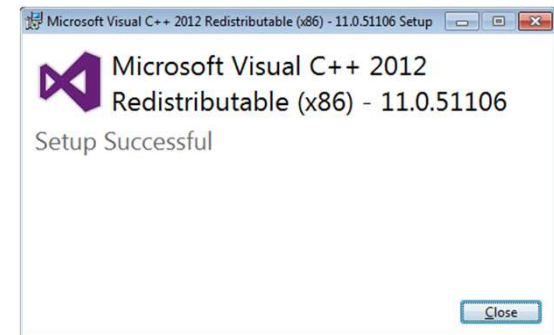 Microsoft Visual C++ 2012 Redistributable (x86) - 11.0.51106 Setup
Microsoft Visual C++ 2012
Redistributable (x86) - 11.0.51106
Setup Successful
Close